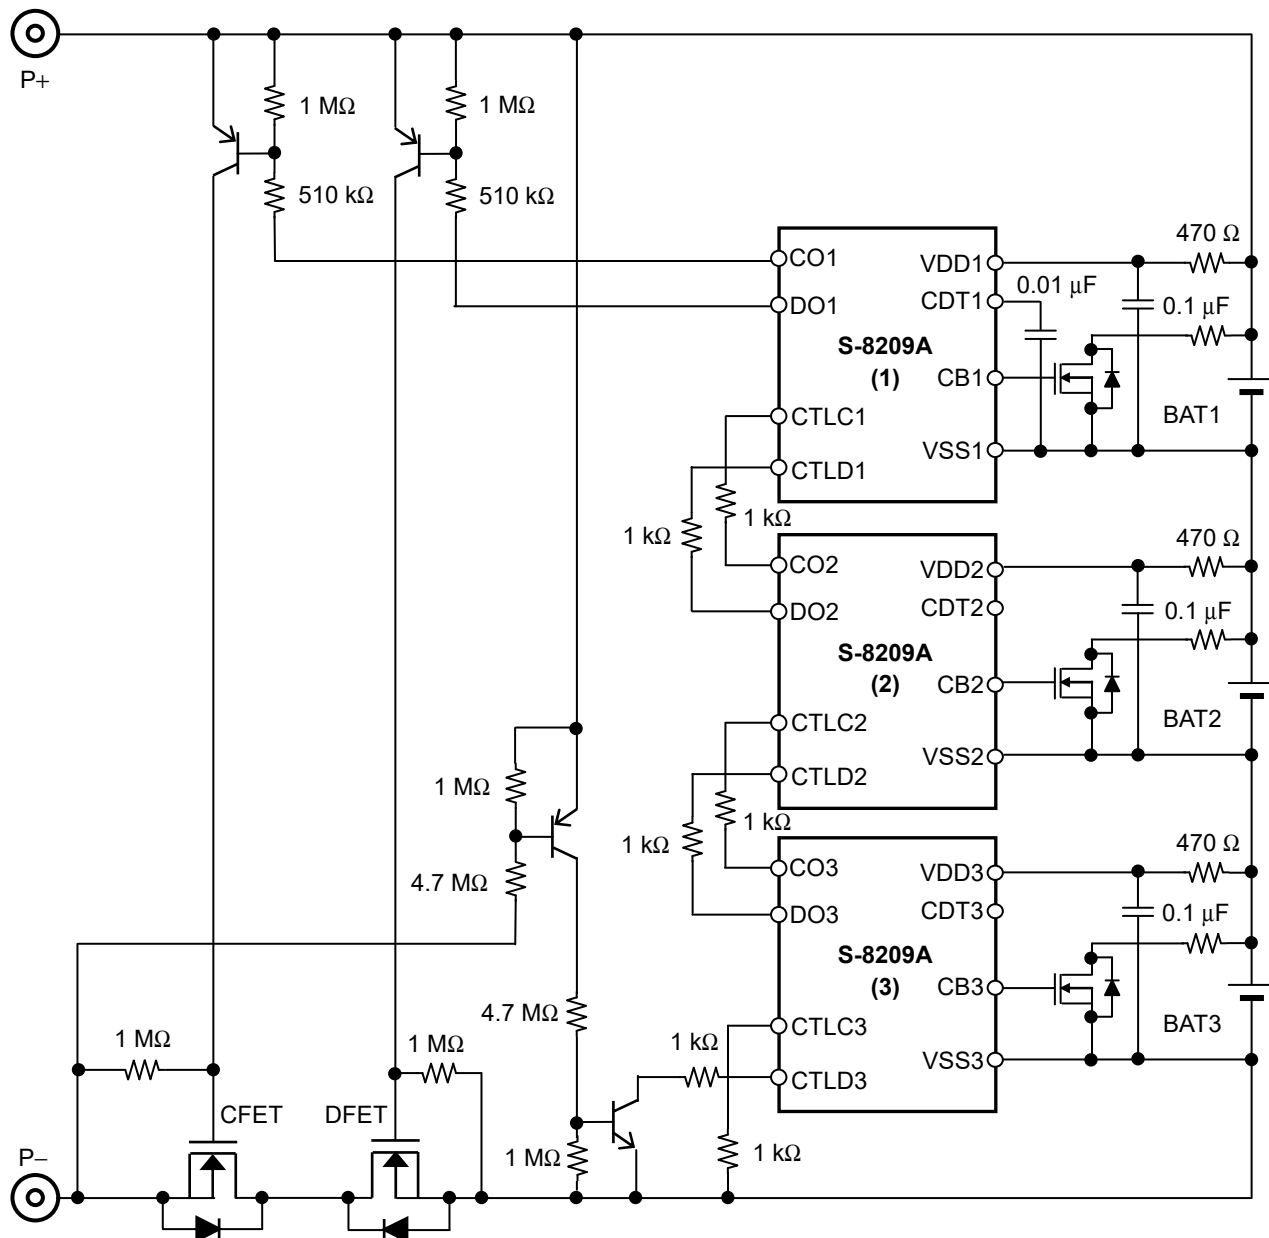 P+
1 MΩ
1 MΩ
510 kΩ
510 kΩ
470 Ω
CO1
VDD1
0.01 μF
CDT1
0.1 μF
DO1
S-8209A
(1)
CB1
CTLC1
BAT1
VSS1
CTLD1
1 kΩ
1 kΩ
470 Ω
CO2
VDD2
CDT2
0.1 μF
DO2
S-8209A
(2)
CB2
CTLC2
BAT2
VSS2
CTLD2
1 MΩ
1 kΩ
1 kΩ
470 Ω
CO3
VDD3
4.7 MΩ
CDT3
0.1 μF
DO3
S-8209A
(3)
CB3
4.7 MΩ
CTLC3
BAT3
1 MΩ
1 MΩ
1 kΩ
VSS3
CTLD3
CFET
DFET
P–
1 MΩ
1 kΩ